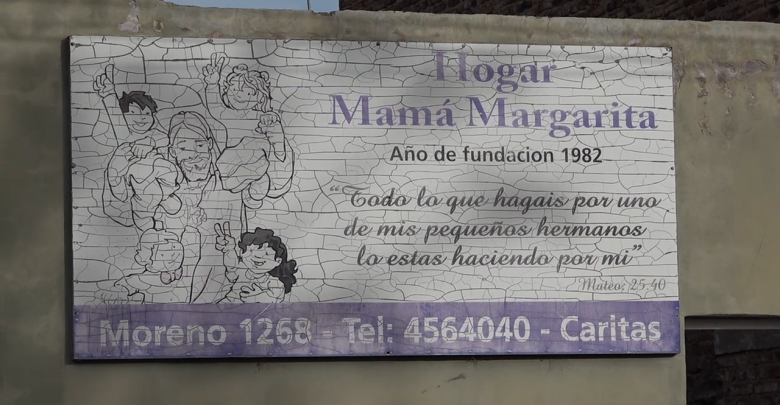 Hogar
Mamá Margarita
Año de fundacion 1982
“Todo lo que hagais por uno
de mis pequeños hermanos
lo estas haciendo por mi”
Mateo: 25,40
Moreno 1268 - Tel: 4564040 - Caritas